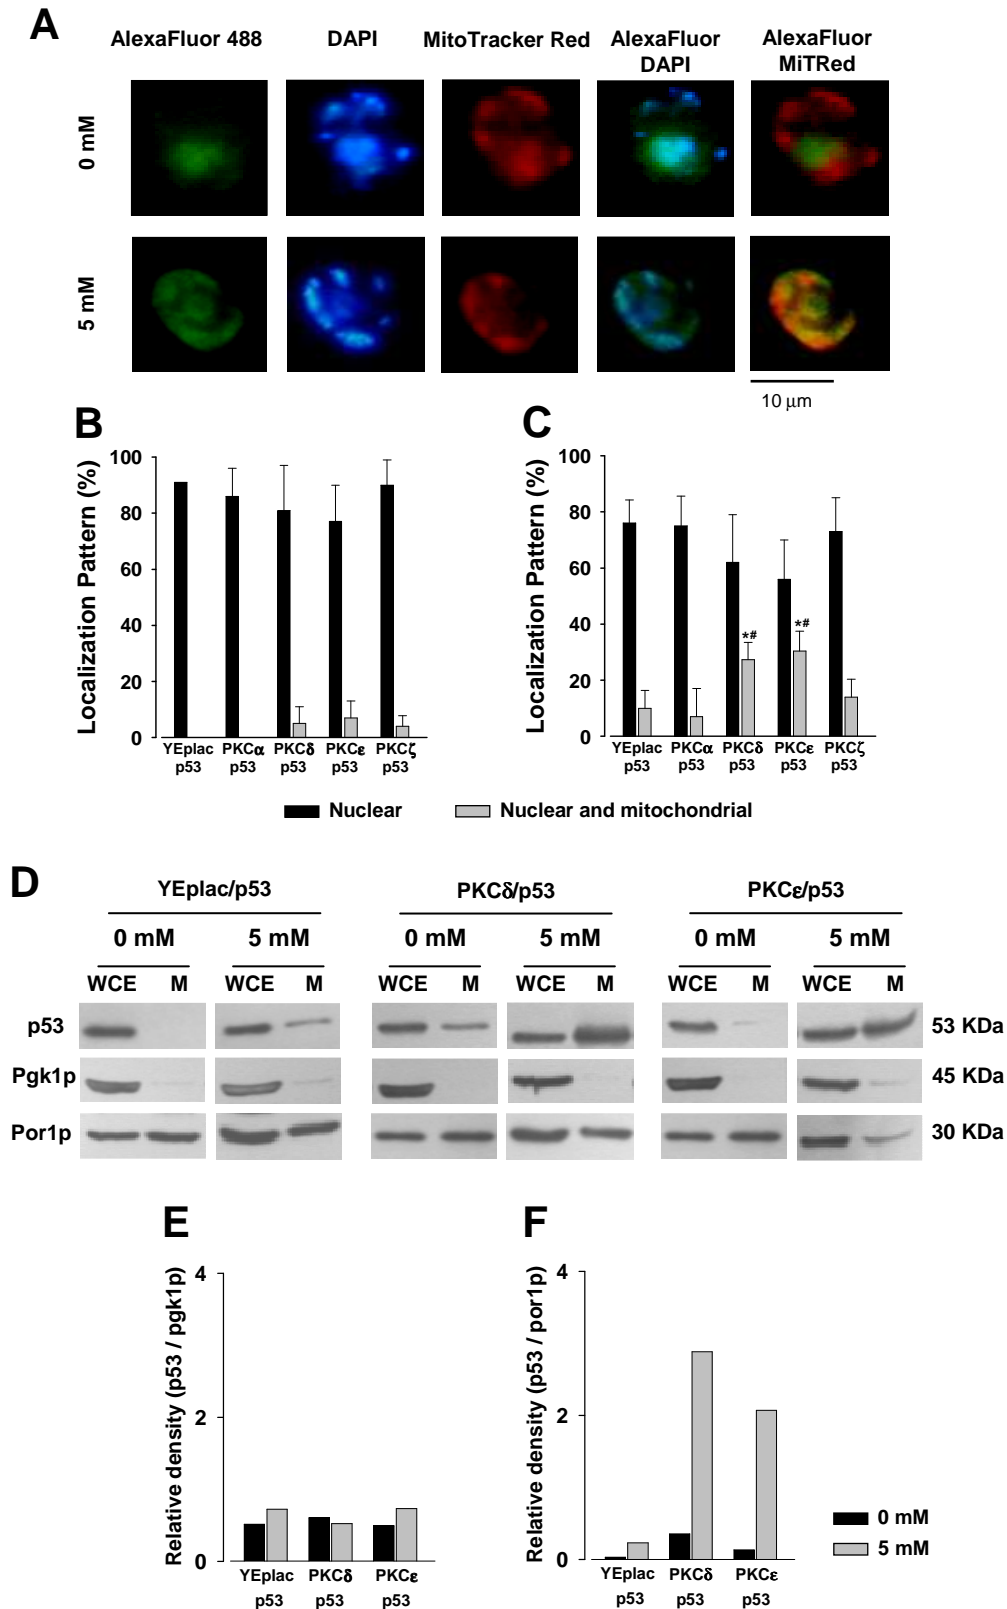 A
AlexaFluor 488 DAPI MitoTracker Red AlexaFluor DAPI AlexaFluor MiTRed
0 mM
5 mM
10 μm
B
Localization Pattern (%)
100
80
60
40
20
0
YEplac p53 PKCα p53 PKCδ p53 PKCε p53 PKCζ p53
C
Localization Pattern (%)
100
80
60
40
20
0
*# *#
YEplac p53 PKCα p53 PKCδ p53 PKCε p53 PKCζ p53
Nuclear Nuclear and mitochondrial
D
YEplac/p53 PKCδ/p53 PKCε/p53
0 mM 5 mM 0 mM 5 mM 0 mM 5 mM
WCE M WCE M WCE M WCE M WCE M WCE M
p53 53 KDa
Pgk1p 45 KDa
Por1p 30 KDa
E
Relative density (p53 / pgk1p)
4
2
0
YEplac p53 PKCδ p53 PKCε p53
F
Relative density (p53 / por1p)
4
2
0
YEplac p53 PKCδ p53 PKCε p53
0 mM
5 mM